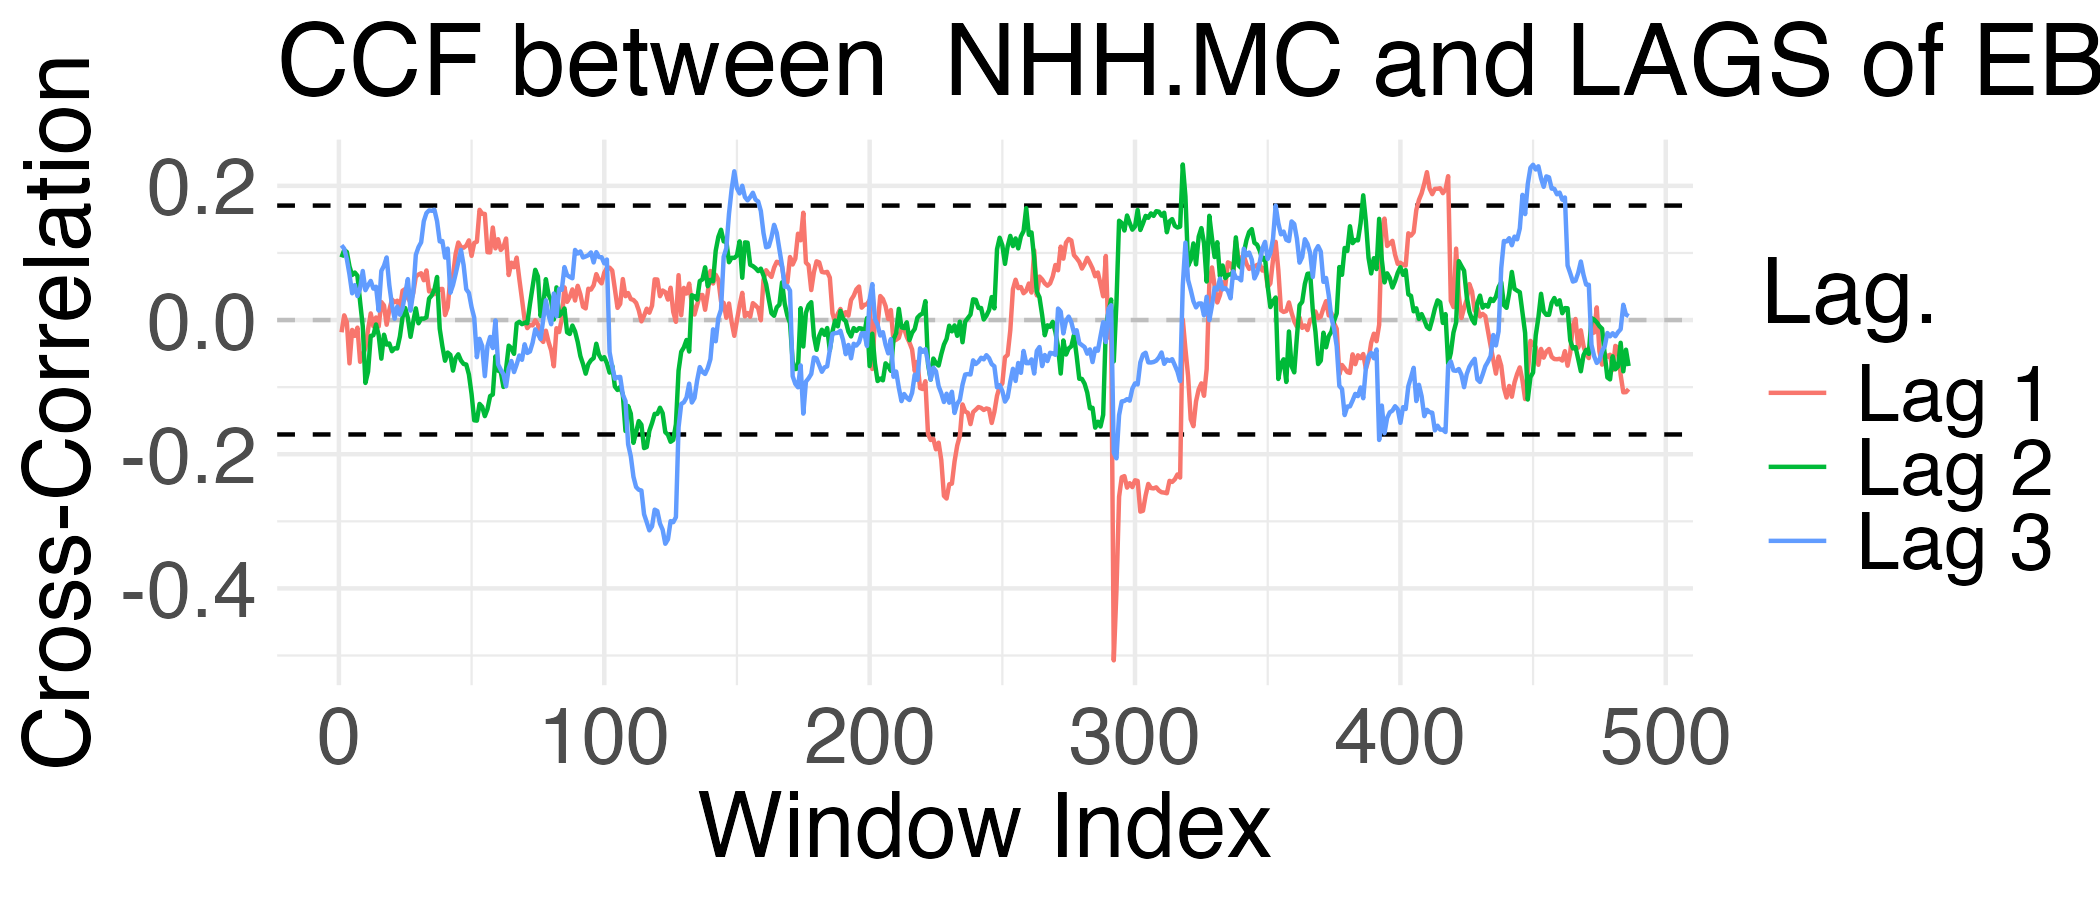 CCF between  NHH.MC and LAGS of EB
Cross-Correlation
0.2
0.0
-0.2
-0.4
0 100 200 300 400 500
Window Index
Lag.
Lag 1
Lag 2
Lag 3